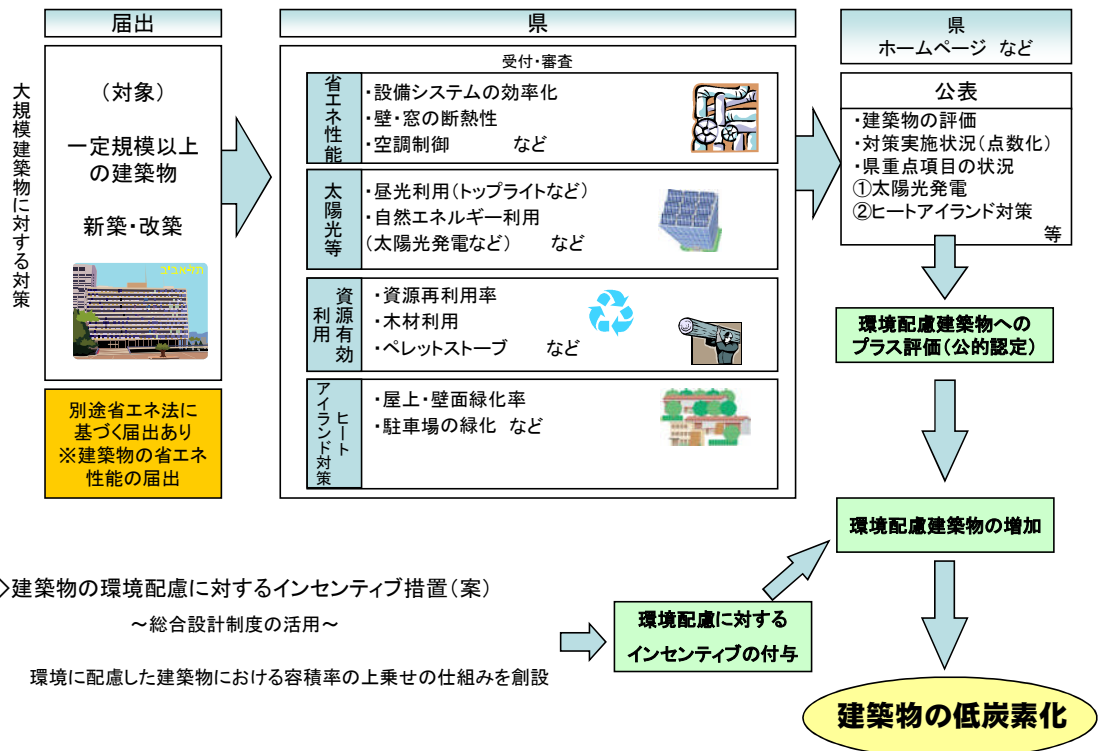 大規模建築物に対する対策
届出
(対象)
一定規模以上
の建築物
新築・改築
תל־אביב
別途省エネ法に
基づく届出あり
※建築物の省エネ
性能の届出
県
受付・審査
省エネ性能
・設備システムの効率化
・壁・窓の断熱性
・空調制御　　など
太陽光等
・昼光利用(トップライトなど)
・自然エネルギー利用
(太陽光発電など)　　など
資源有効
利用
・資源再利用率
・木材利用
・ペレットストーブ　　など
ヒート
アイランド対策
・屋上・壁面緑化率
・駐車場の緑化 など
県
ホームページ など
公表
・建築物の評価
・対策実施状況(点数化)
・県重点項目の状況
①太陽光発電
②ヒートアイランド対策
等
環境配慮建築物への
プラス評価(公的認定)
環境配慮建築物の増加
◇建築物の環境配慮に対するインセンティブ措置(案)
～総合設計制度の活用～
環境に配慮した建築物における容積率の上乗せの仕組みを創設
環境配慮に対する
インセンティブの付与
建築物の低炭素化